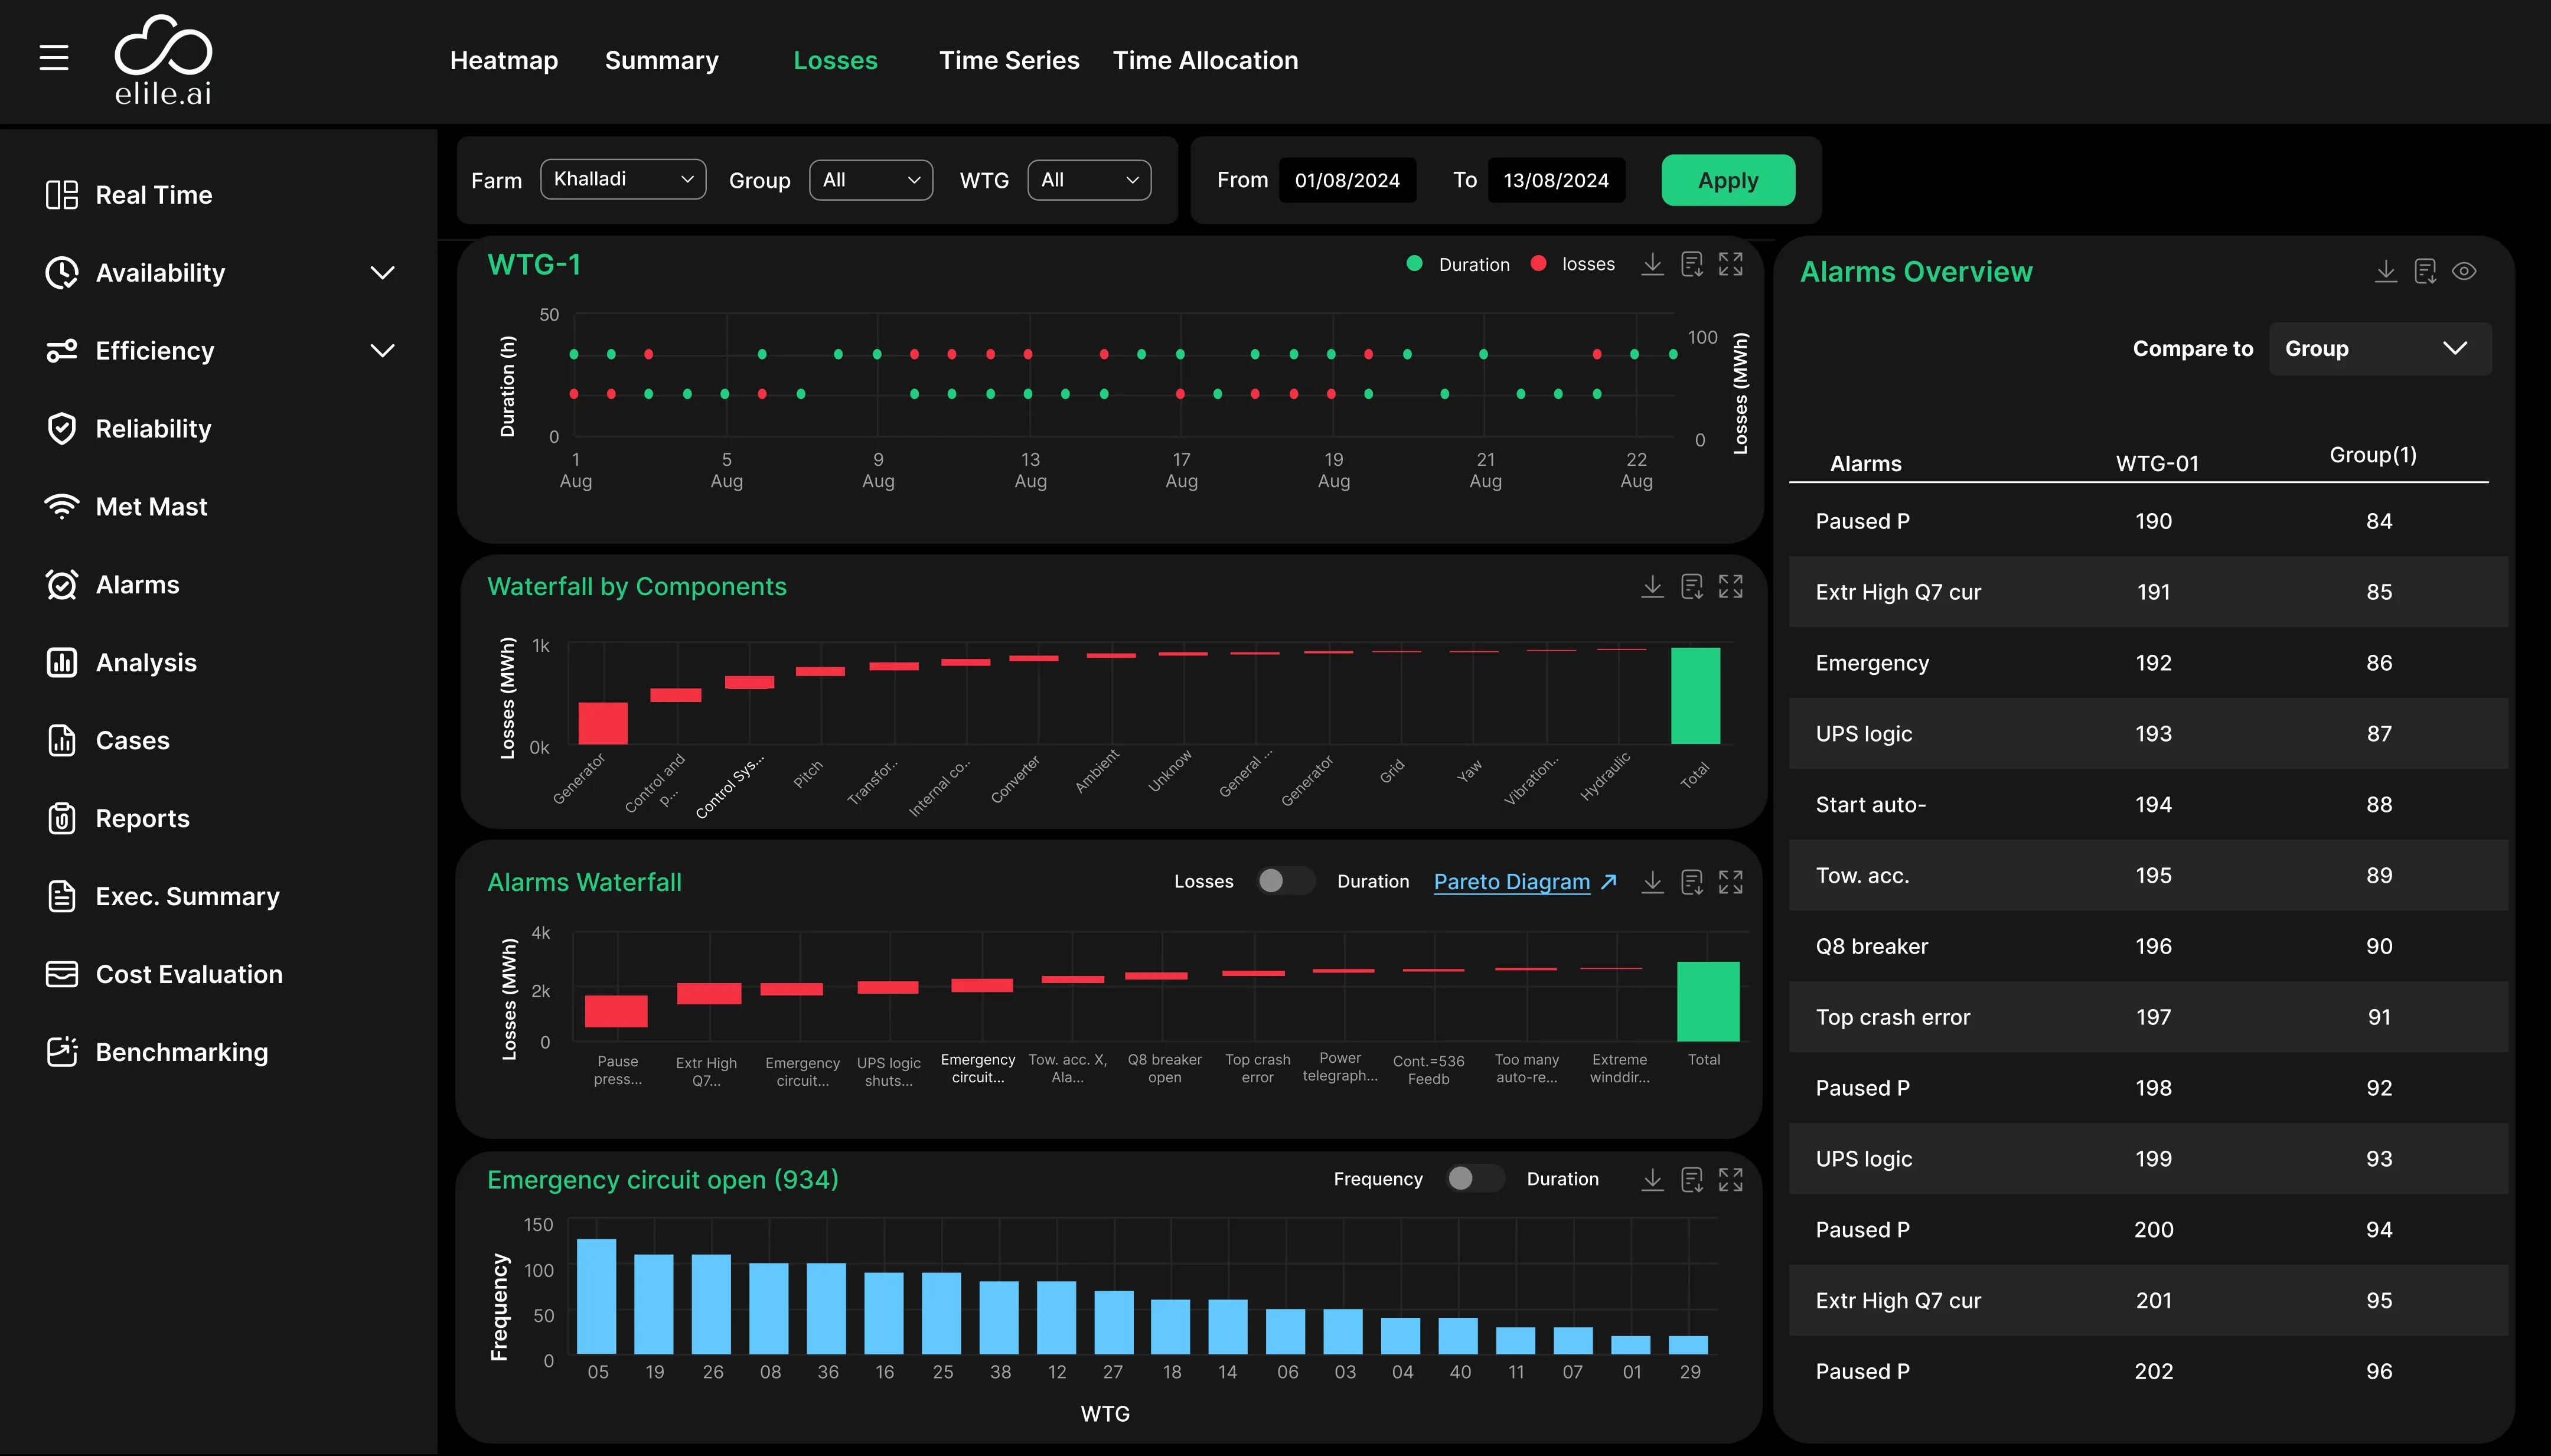 elile.ai
Heatmap
Summary
Losses
Time Series
Time Allocation
Real Time
Availability
Efficiency
Reliability
Met Mast
Alarms
Analysis
Cases
Reports
Exec. Summary
Cost Evaluation
Benchmarking
Farm Khalladi Group All WTG All
From 01/08/2024 To 13/08/2024 Apply
WTG-1
Duration losses
Duration (h)
50
0
100
0
Losses (MWh)
1 5 9 13 17 19 21 22
Aug Aug Aug Aug Aug Aug Aug Aug
Waterfall by Components
Losses (MWh)
1k
0k
Generator
Control and
p...
Control Sys...
Pitch
Transfor..
Internal co..
Converter
Ambient
Unknow
General ...
Generator
Grid
Yaw
Vibration..
Hydraulic
Total
Alarms Waterfall
Losses Duration Pareto Diagram
Losses (MWh)
4k
2k
0
Pause
press...
Extr High
Q7...
Emergency
circuit...
UPS logic
shuts...
Emergency
circuit...
Tow. acc. X,
Ala...
Q8 breaker
open
Top crash
error
Power
telegraph...
Cont.=536
Feedb
Too many
auto-re...
Extreme
winddir...
Total
Emergency circuit open (934)
Frequency Duration
Frequency
150
100
50
0
05 19 26 08 36 16 25 38 12 27 18 14 06 03 04 40 11 07 01 29
WTG
Alarms Overview
Compare to Group
Alarms WTG-01 Group(1)
Paused P 190 84
Extr High Q7 cur 191 85
Emergency 192 86
UPS logic 193 87
Start auto- 194 88
Tow. acc. 195 89
Q8 breaker 196 90
Top crash error 197 91
Paused P 198 92
UPS logic 199 93
Paused P 200 94
Extr High Q7 cur 201 95
Paused P 202 96